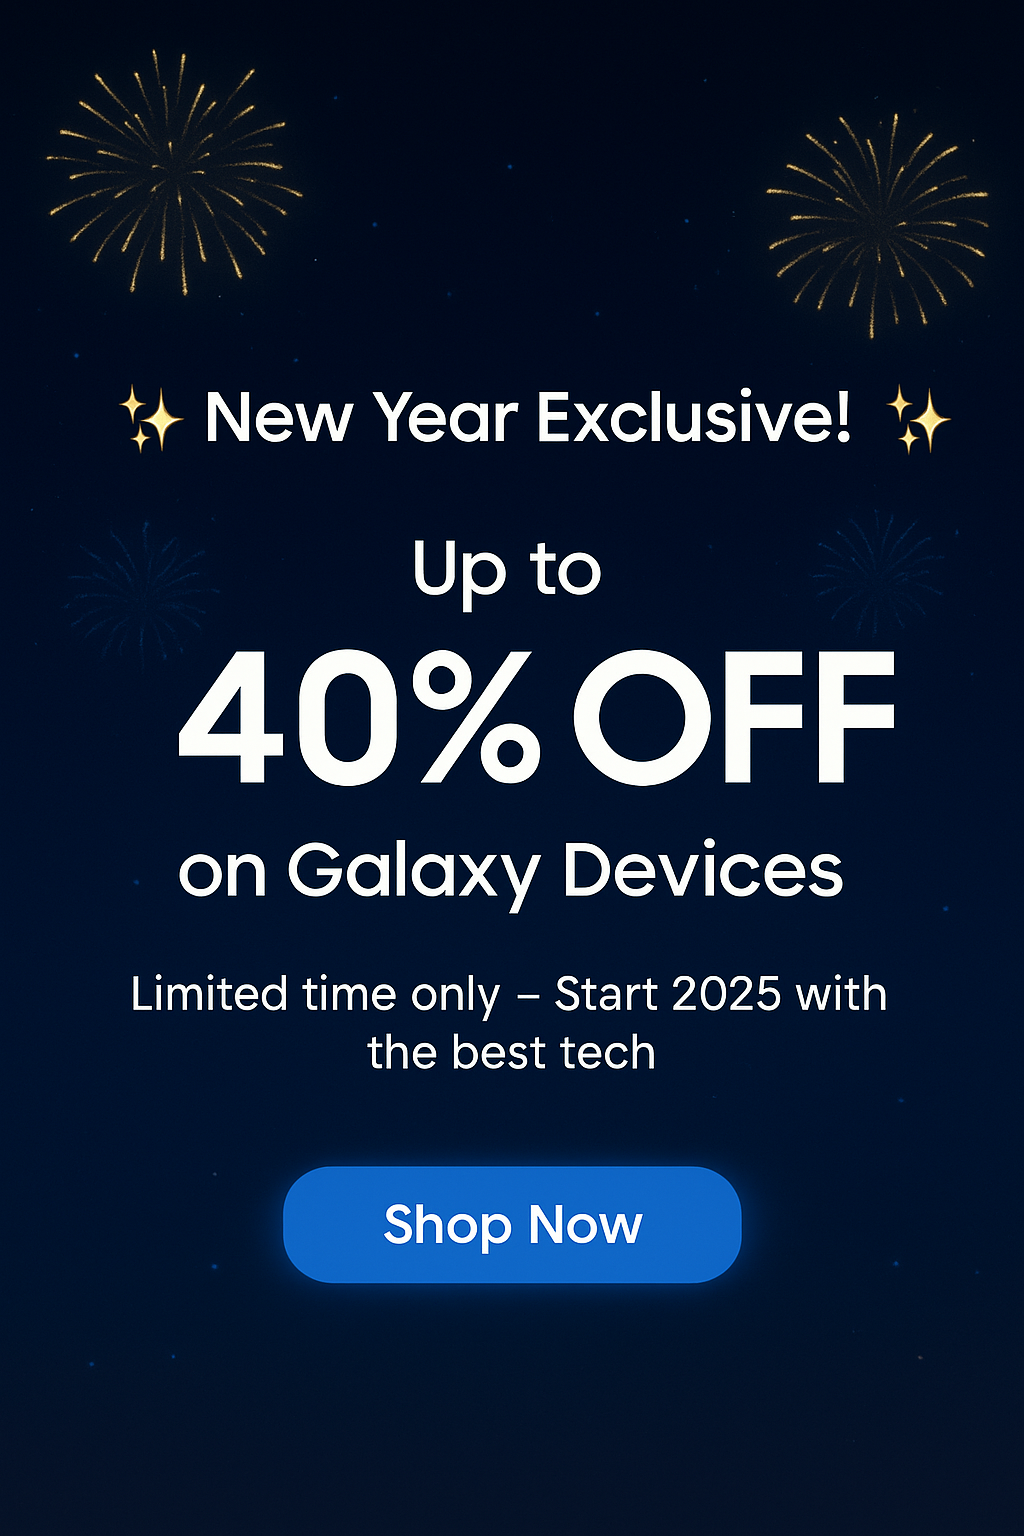 ✨ New Year Exclusive! ✨
Up to
40% OFF
on Galaxy Devices
Limited time only – Start 2025 with
the best tech
Shop Now